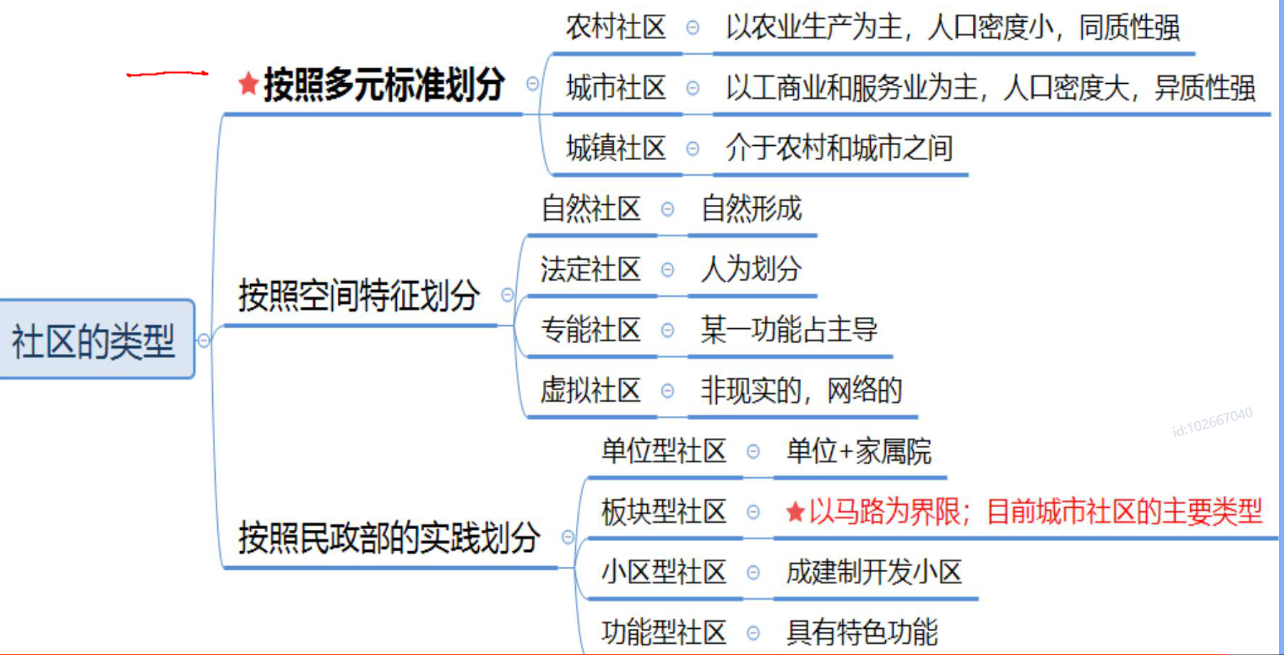 社区的类型
★按照多元标准划分
农村社区 以农业生产为主，人口密度小，同质性强
城市社区 以工商业和服务业为主，人口密度大，异质性强
城镇社区 介于农村和城市之间
按照空间特征划分
自然社区 自然形成
法定社区 人为划分
专能社区 某一功能占主导
虚拟社区 非现实的，网络的
按照民政部的实践划分
单位型社区 单位+家属院
板块型社区 ★以马路为界限；目前城市社区的主要类型
小区型社区 成建制开发小区
功能型社区 具有特色功能
id:102667040